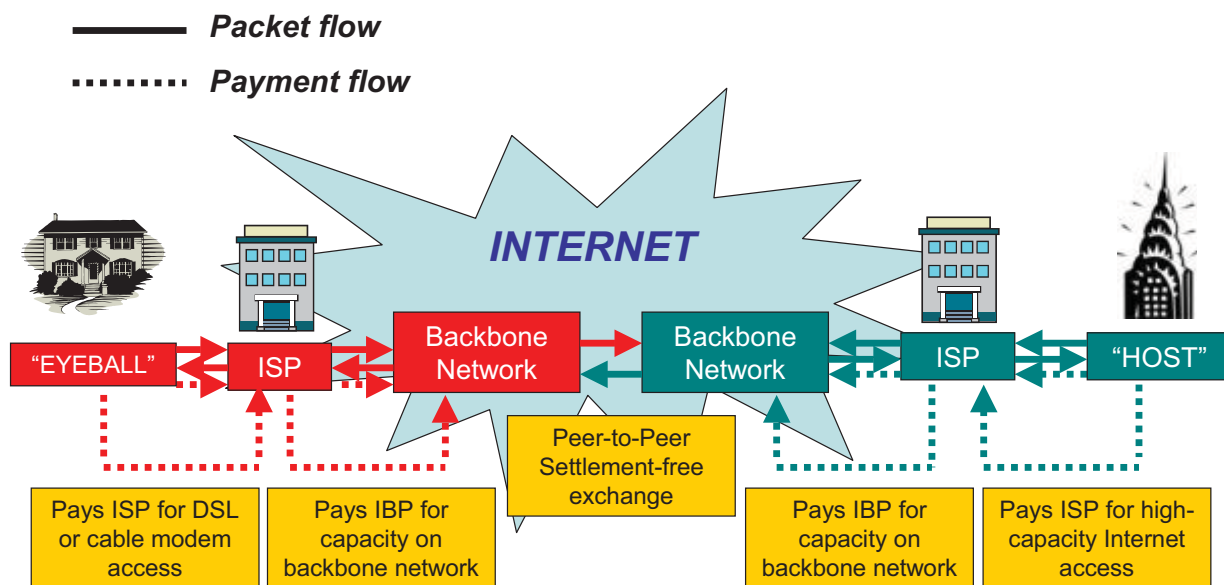 Packet flow
Payment flow
INTERNET
"EYEBALL"
ISP
Backbone
Network
Backbone
Network
ISP
"HOST"
Peer-to-Peer
Settlement-free
exchange
Pays ISP for DSL
or cable modem
access
Pays IBP for
capacity on
backbone network
Pays IBP for
capacity on
backbone network
Pays ISP for high-
capacity Internet
access